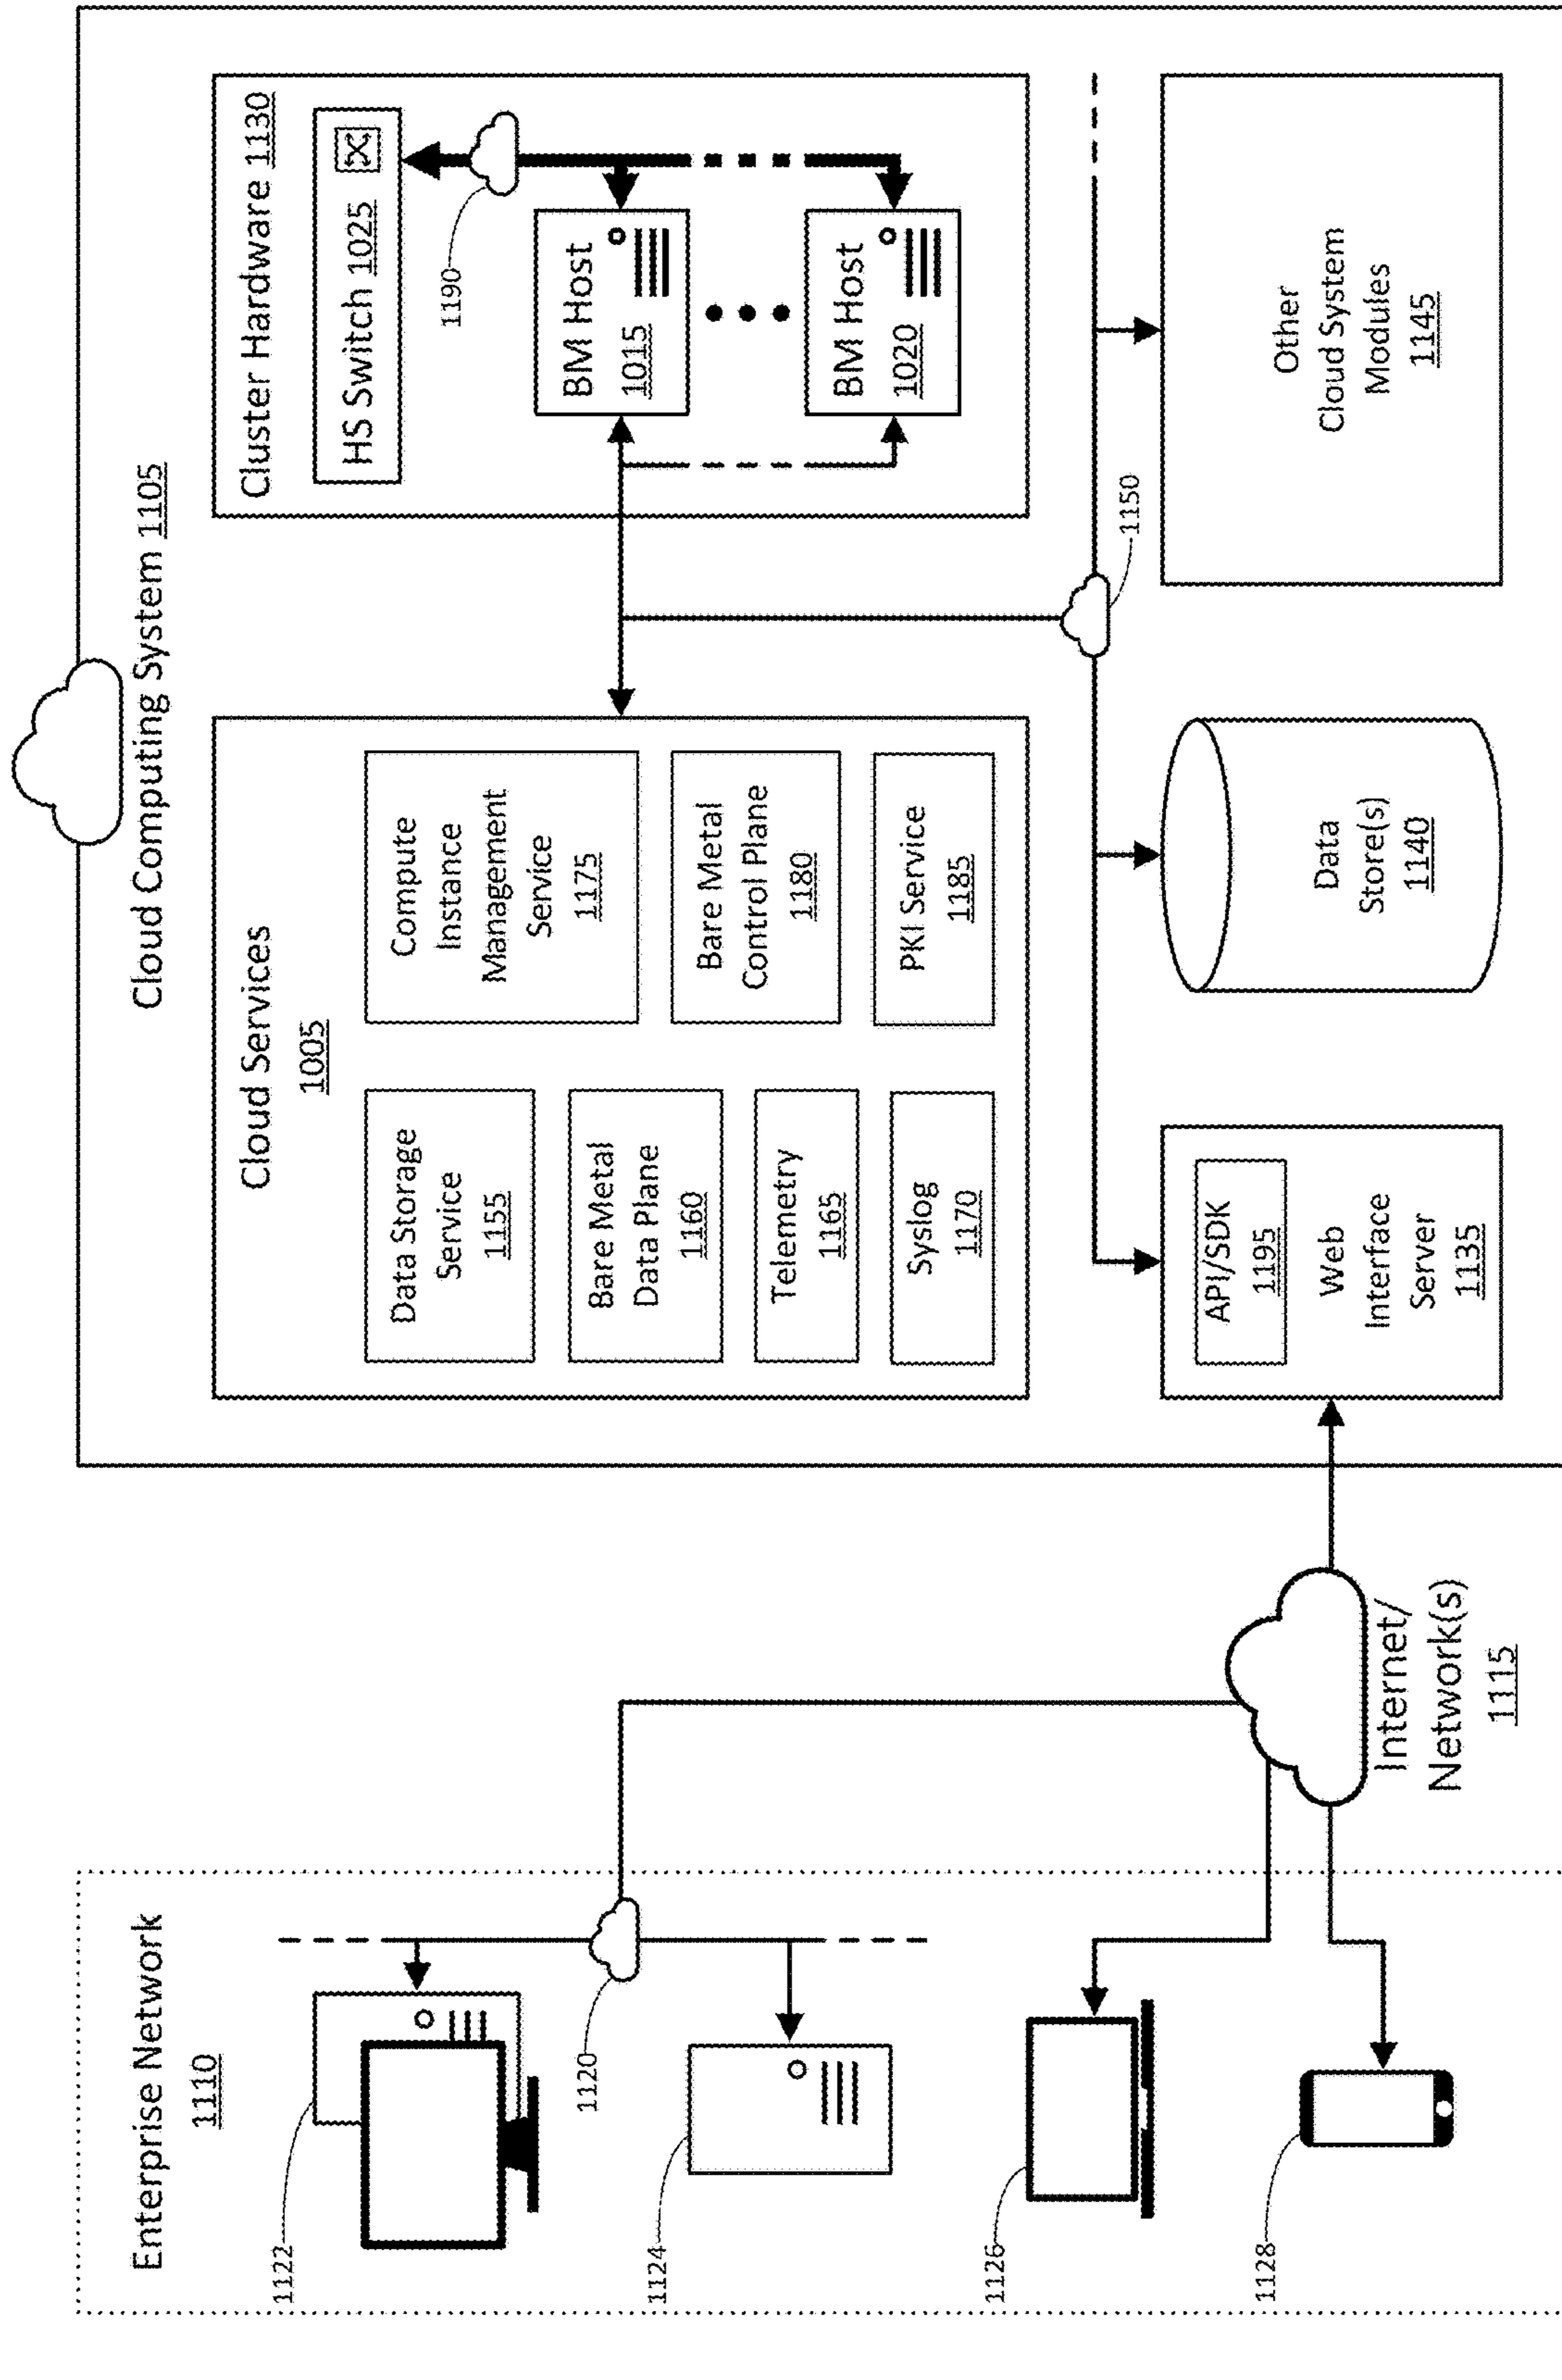 Cloud Computing System 1105
Enterprise Network
1110
1122
1124
1126
1128
1120
Internet/
Network(s)
1115
Cloud Services
1005
Data Storage
Service
1155
Bare Metal
Data Plane
1160
Telemetry
1165
Syslog
1170
Compute
Instance
Management
Service
1175
Bare Metal
Control Plane
1180
PKI Service
1185
Cluster Hardware 1130
HS Switch 1025
1190
BM Host
1015
BM Host
1020
1150
API/SDK
1195
Web
Interface
Server
1135
Data
Store(s)
1140
Other
Cloud System
Modules
1145